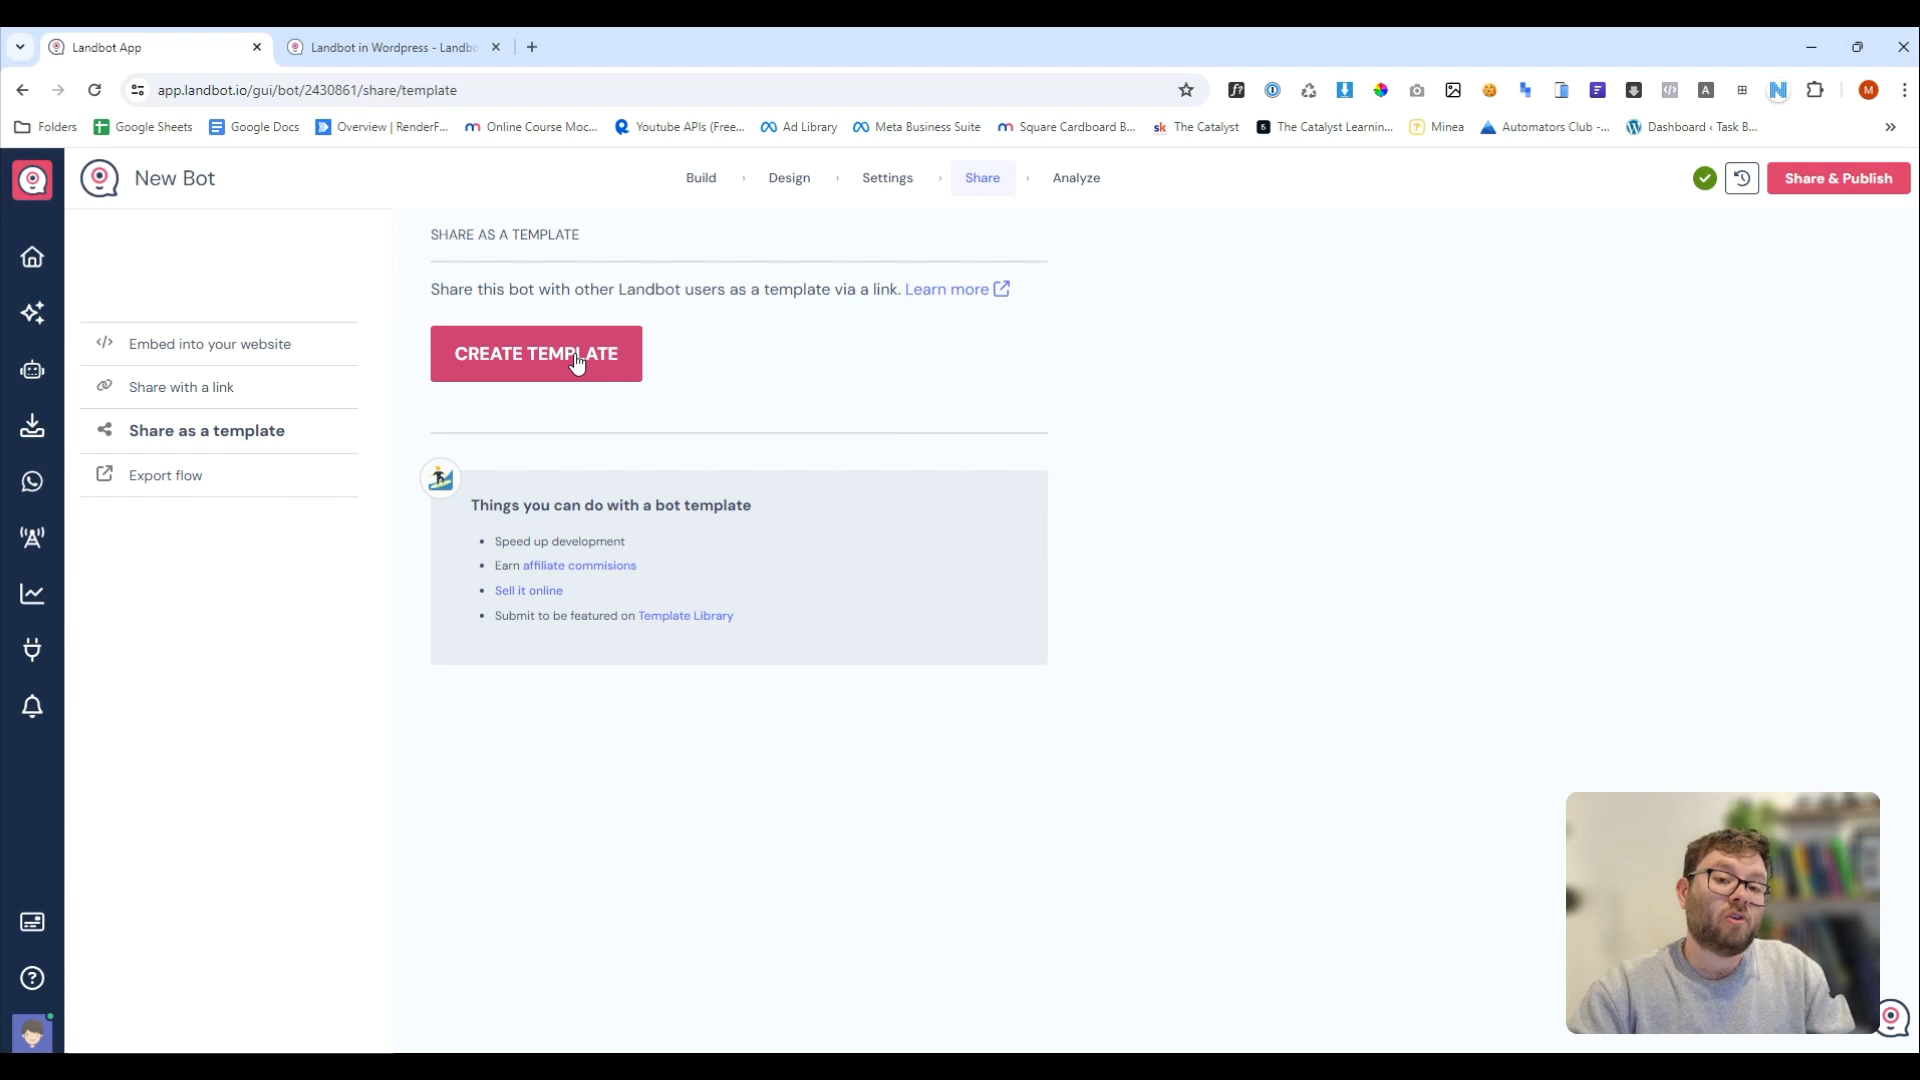 Landbot App
Landbot in Wordpress - Landbo
app.landbot.io/gui/bot/2430861/share/template
M
Folders
Google Sheets
Google Docs
Overview | RenderF...
Online Course Moc...
Youtube APIs (Free...
Ad Library
Meta Business Suite
Square Cardboard B...
sk The Catalyst
The Catalyst Learnin...
Minea
Automators Club -...
Dashboard ‹ Task B...
New Bot
Build
Design
Settings
Share
Analyze
Share & Publish
Embed into your website
Share with a link
Share as a template
Export flow
SHARE AS A TEMPLATE
Share this bot with other Landbot users as a template via a link. Learn more
CREATE TEMPLATE
Things you can do with a bot template
• Speed up development
• Earn affiliate commisions
• Sell it online
• Submit to be featured on Template Library